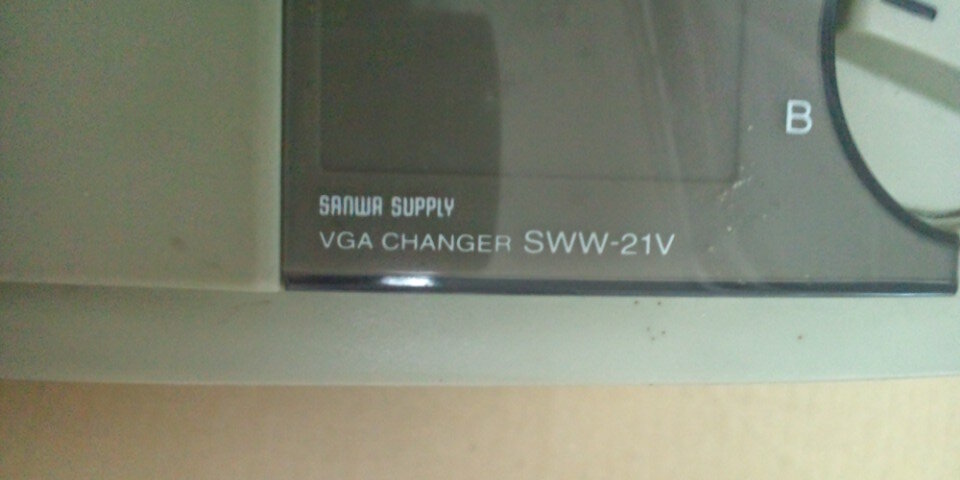 B
SANWA SUPPLY
VGA CHANGER SWW-21V